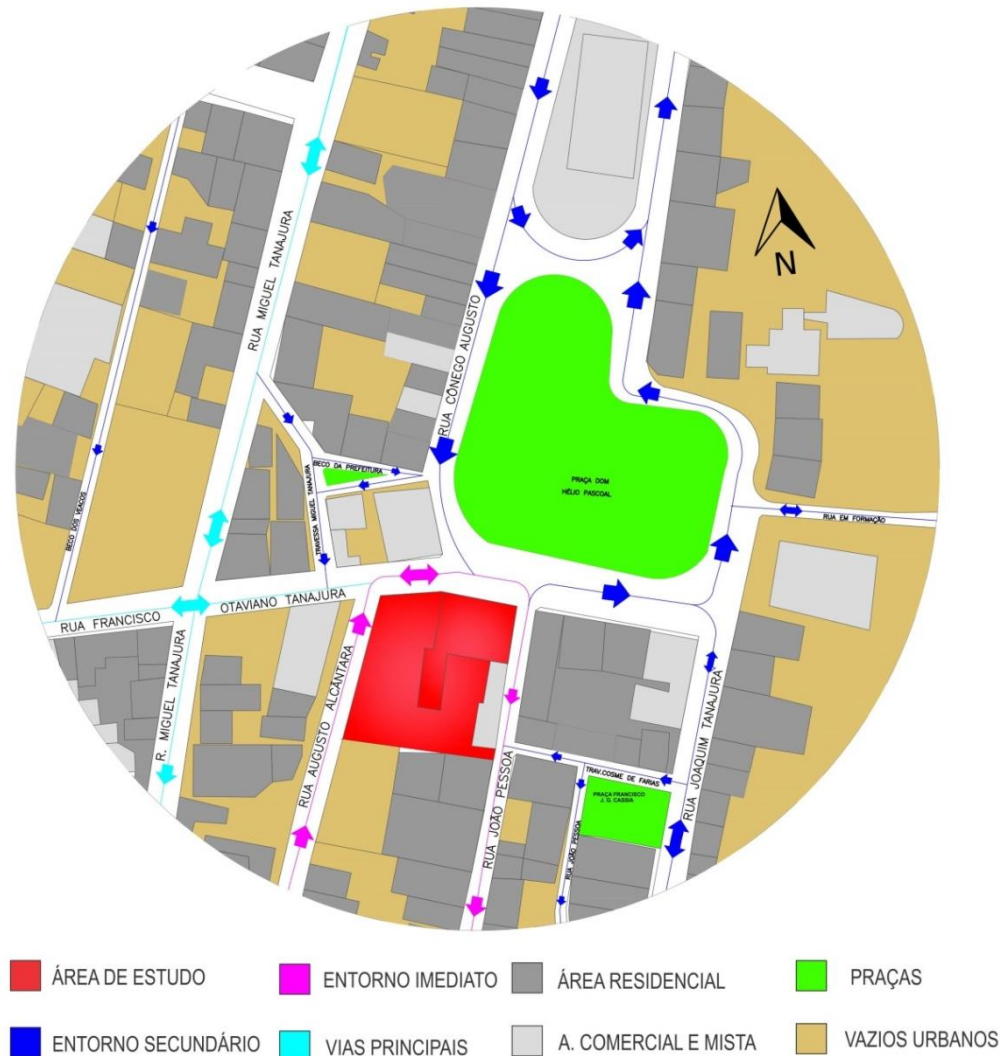 RUA MIGUEL TANAJURA
RUA CÔNEGO AUGUSTO
N
BECO DOS VEACOS
BECO DA PREFEITURA
TRAVESSA MIGUEL TANAJURA
PRAÇA DOM
HÉLIO PASCOAL
RUA EM FORMAÇÃO
RUA FRANCISCO
OTAVIANO TANAJURA
R. MIGUEL TANAJURA
RUA AUGUSTO ALCÂNTARA
RUA JOÃO PESSOA
RUA JOAQUIM TANAJURA
TRAV.COSME DE FARIAS
PRAÇA FRANCISCO
J. G. CASSIA
RUA JOÃO PESSOA
ÁREA DE ESTUDO
ENTORNO IMEDIATO
ÁREA RESIDENCIAL
PRAÇAS
ENTORNO SECUNDÁRIO
VIAS PRINCIPAIS
A. COMERCIAL E MISTA
VAZIOS URBANOS